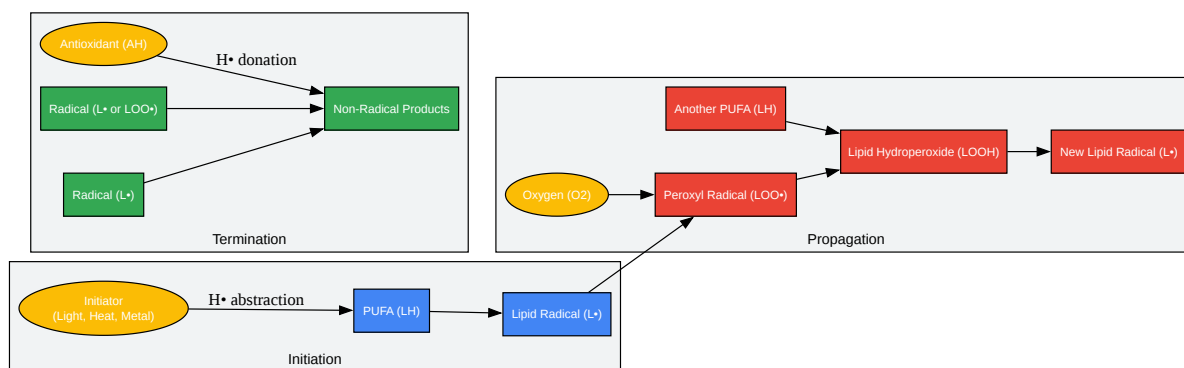 Antioxidant (AH)
H• donation
Radical (L• or LOO•)
Non-Radical Products
Radical (L•)
Termination
Another PUFA (LH)
Lipid Hydroperoxide (LOOH)
New Lipid Radical (L•)
Oxygen (O2)
Peroxyl Radical (LOO•)
Propagation
Initiator
(Light, Heat, Metal)
H• abstraction
PUFA (LH)
Lipid Radical (L•)
Initiation